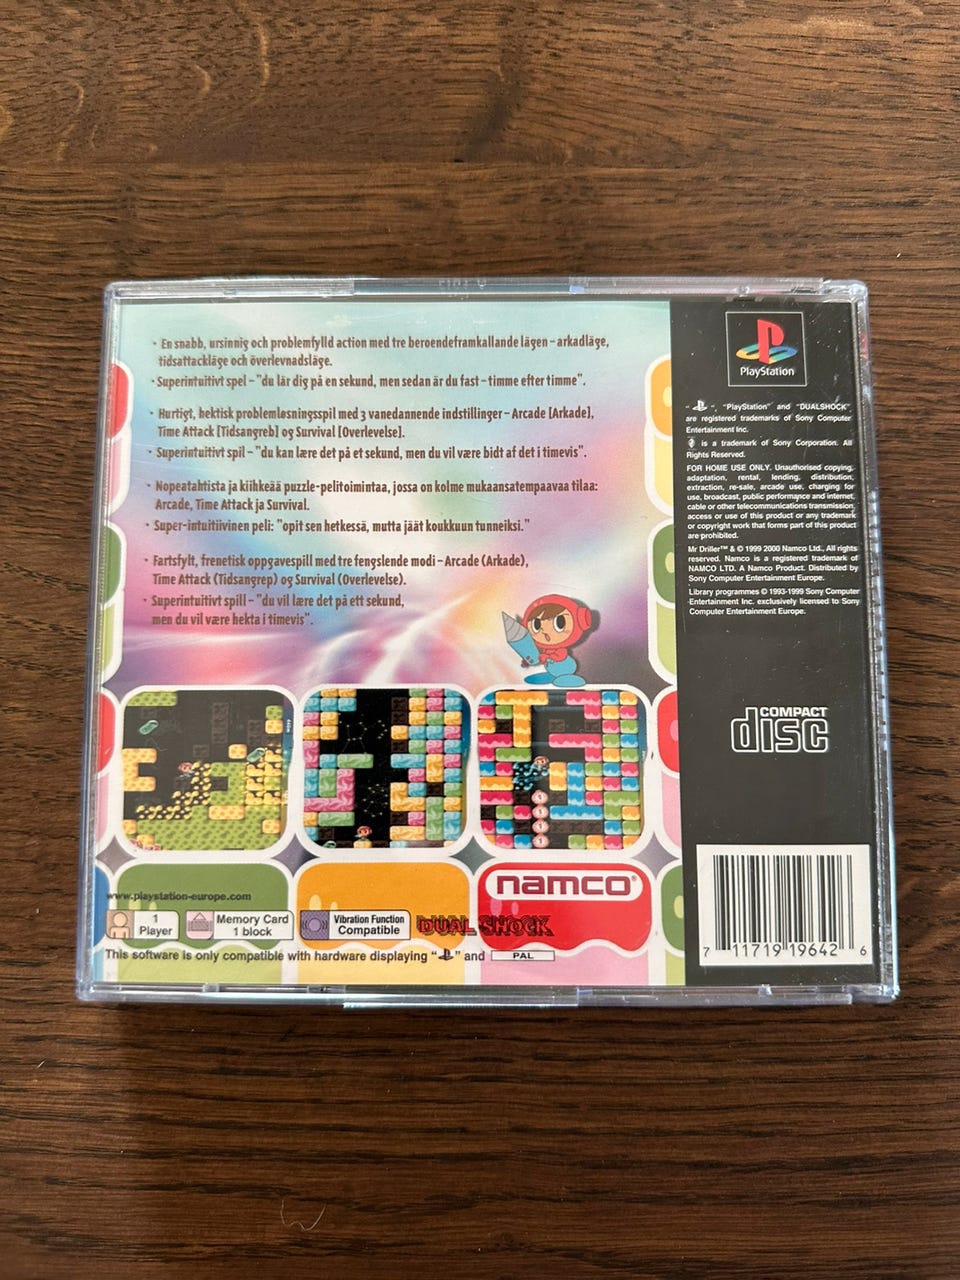 · En snabb, ursinnig och problemfylld action med tre beroendeframkallande lägen – arkadläge,
tidsattackläge och överlevnadsläge.
· Superintuitivt spel – "du lär dig på en sekund, men sedan är du fast – timme efter timme".
· Hurtigt, hektisk problemløsningsspil med 3 vanedannende indstillinger – Arcade [Arkade],
Time Attack [Tidsangreb] og Survival [Overlevelse].
· Superintuitivt spil – "du kan lære det på et sekund, men du vil være bidt af det i timevis".
· Nopeatahtista ja kiihkeää puzzle-pelitoimintaa, jossa on kolme mukaansatempaavaa tilaa:
Arcade, Time Attack ja Survival.
· Super-intuitiivinen peli: "opit sen hetkessä, mutta jäät koukkuun tunneiksi."
· Fartsfylt, frenetisk oppgavespill med tre fengslende modi – Arcade (Arkade),
Time Attack (Tidsangrep) og Survival (Overlevelse).
· Superintuitivt spill – "du vil lære det på ett sekund,
men du vil være hekta i timevis".
PlayStation
" ", "PlayStation" and "DUALSHOCK"
are registered trademarks of Sony Computer
Entertainment Inc.
is a trademark of Sony Corporation. All
Rights Reserved.
FOR HOME USE ONLY. Unauthorised copying,
adaptation, rental, lending, distribution,
extraction, re-sale, arcade use, charging for
use, broadcast, public performance and internet,
cable or other telecommunications transmission,
access or use of this product or any trademark
or copyright work that forms part of this product
are prohibited.
Mr Driller™ & © 1999 2000 Namco Ltd., All rights
reserved. Namco is a registered trademark of
NAMCO LTD. A Namco Product. Distributed by
Sony Computer Entertainment Europe.
Library programmes © 1993-1999 Sony Computer
Entertainment Inc. exclusively licensed to Sony
Computer Entertainment Europe.
COMPACT
disc
namco®
www.playstation-europe.com
1
Player
Memory Card
1 block
Vibration Function
Compatible
DUAL SHOCK
This software is only compatible with hardware displaying " " and PAL
7 11719 19642 6